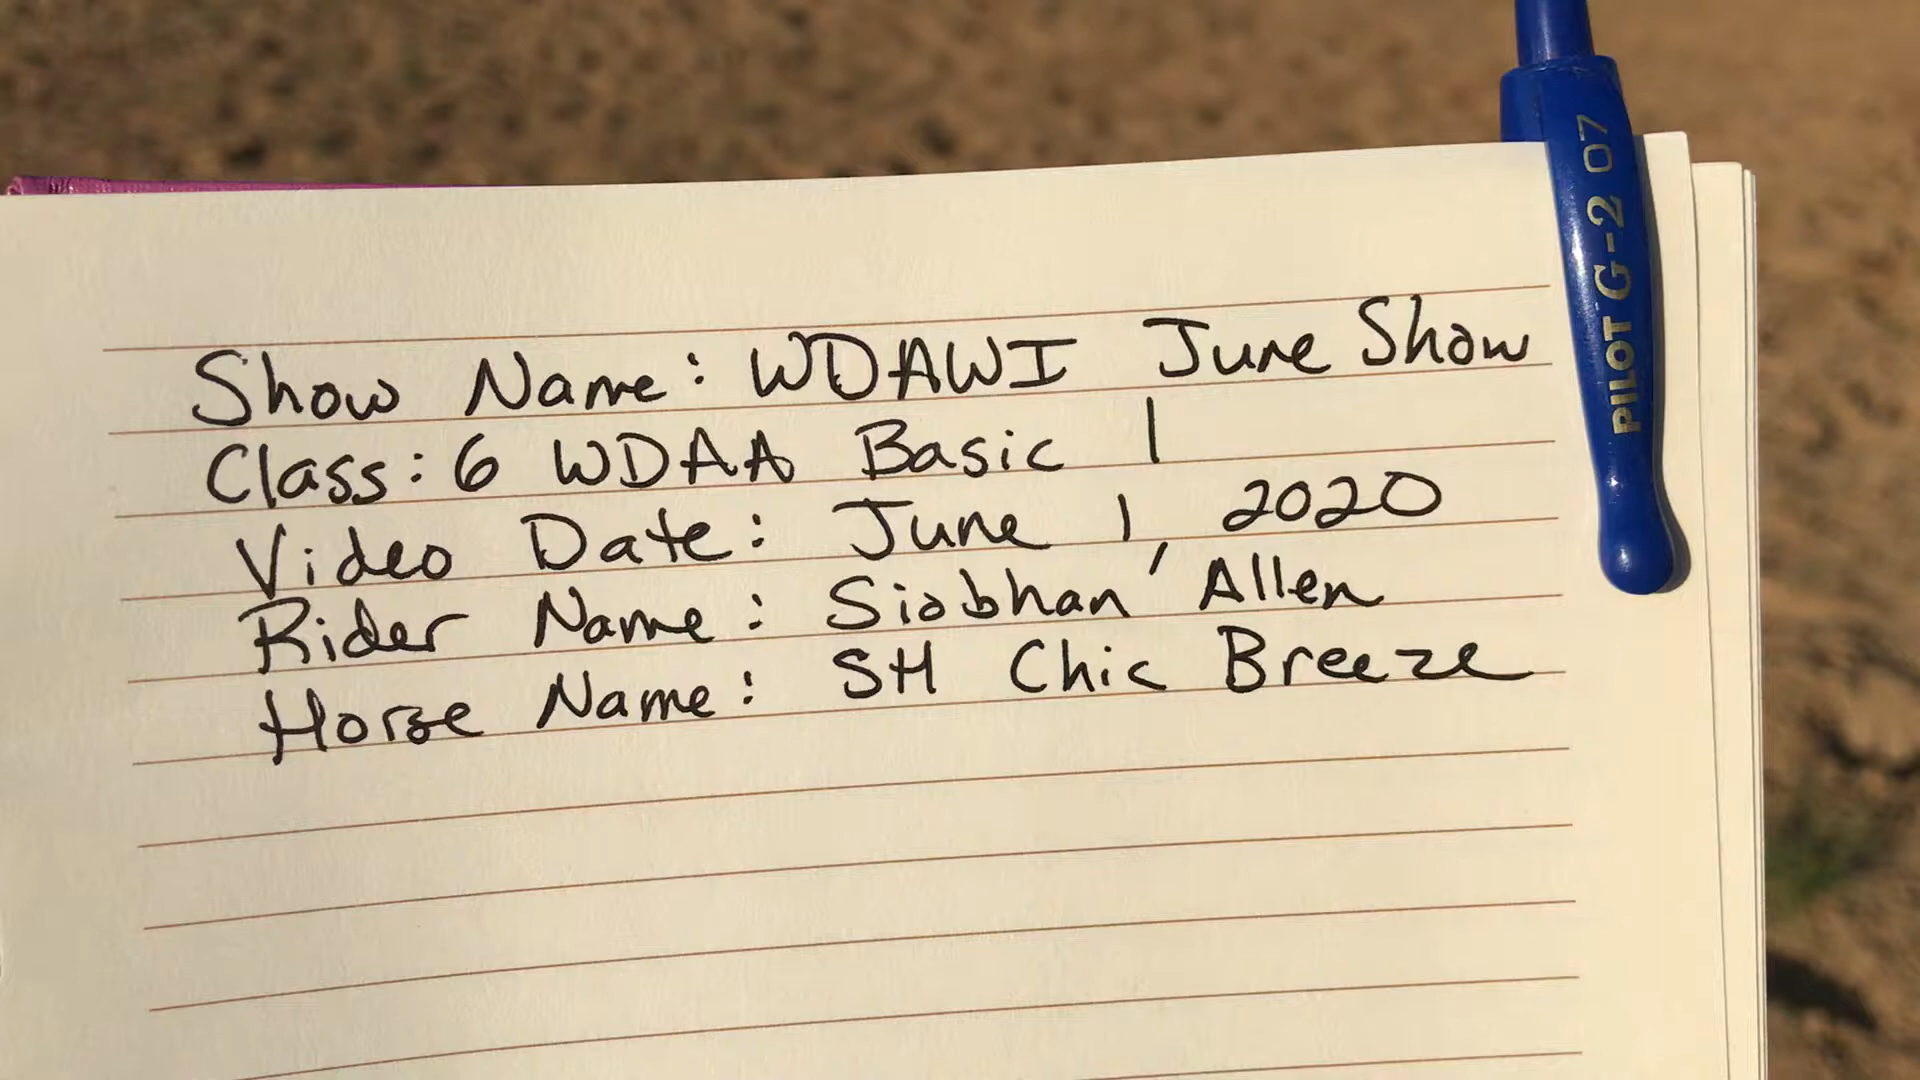 Show Name: WDAWI June Show
Class: 6 WDAA Basic 1
Video Date: June 1, 2020
Rider Name: Siobhan Allen
Horse Name: SH Chic Breeze
PILOT G-2 07